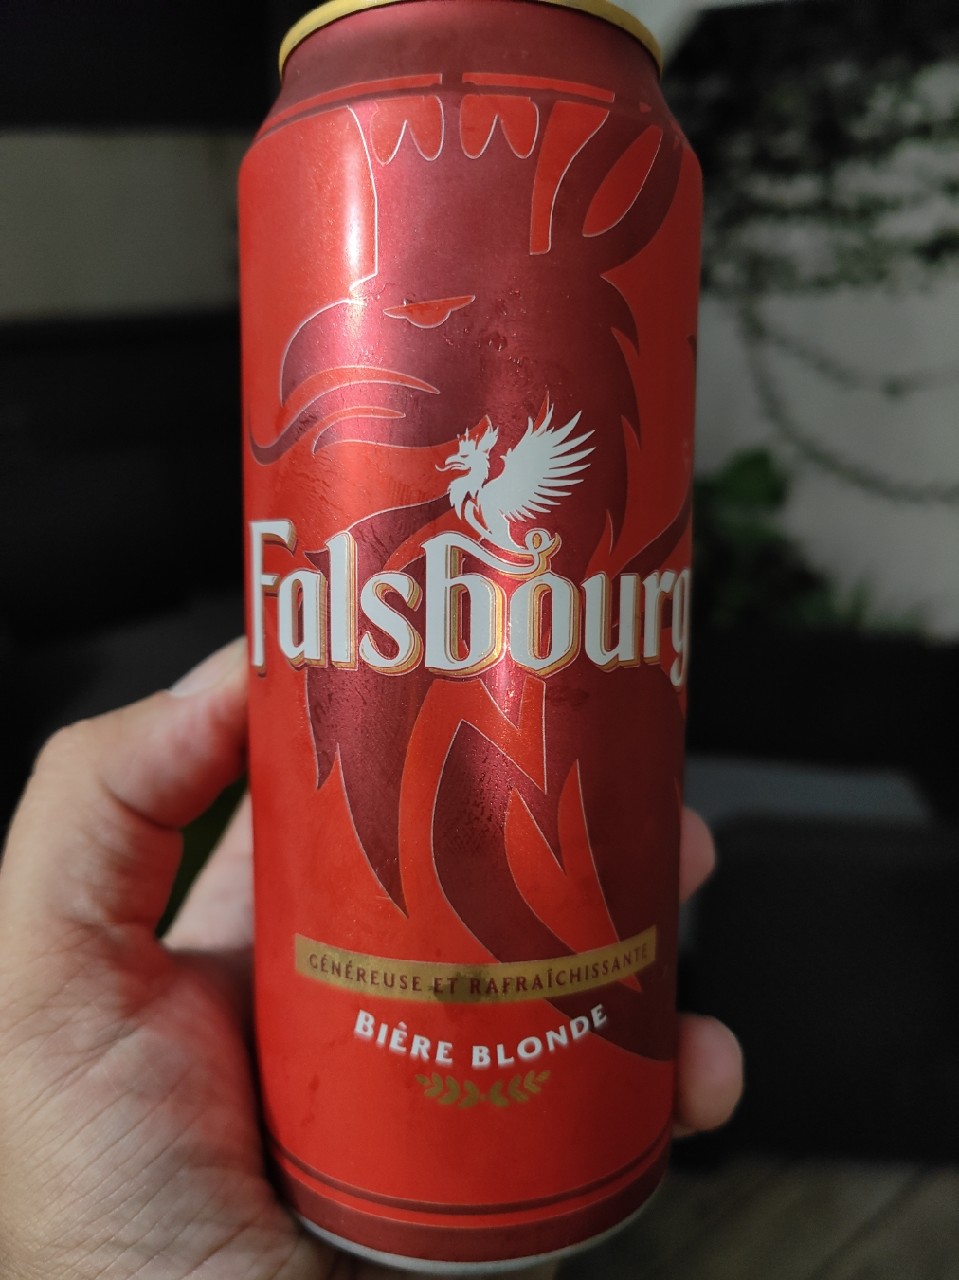 Falsbourg
GÉNÉREUSE ET RAFRAÎCHISSANTE
BIÈRE BLONDE